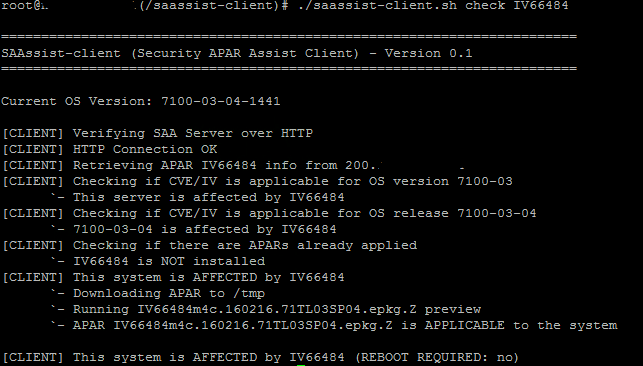 root@ (/saassist-client)# ./saassist-client.sh check IV66484
========================================================================
SAAssist-client (Security APAR Assist Client) - Version 0.1
========================================================================
Current OS Version: 7100-03-04-1441
[CLIENT] Verifying SAA Server over HTTP
[CLIENT] HTTP Connection OK
[CLIENT] Retrieving APAR IV66484 info from 200.
[CLIENT] Checking if CVE/IV is applicable for OS version 7100-03
`- This server is affected by IV66484
[CLIENT] Checking if CVE/IV is applicable for OS release 7100-03-04
`- 7100-03-04 is affected by IV66484
[CLIENT] Checking if there are APARs already applied
`- IV66484 is NOT installed
[CLIENT] This system is AFFECTED by IV66484
`- Downloading APAR to /tmp
`- Running IV66484m4c.160216.71TL03SP04.epkg.Z preview
`- APAR IV66484m4c.160216.71TL03SP04.epkg.Z is APPLICABLE to the system
[CLIENT] This system is AFFECTED by IV66484 (REBOOT REQUIRED: no)